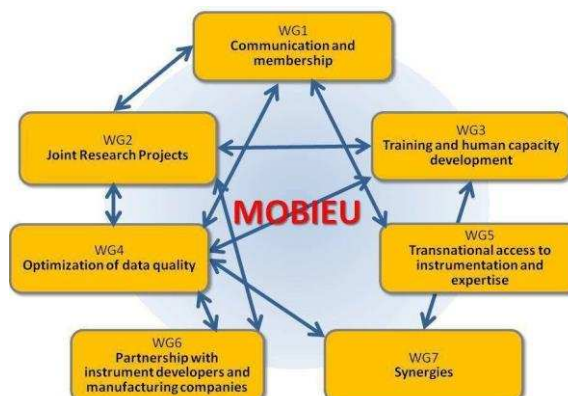 WG1
Communication and
membership
WG2
Joint Research Projects
WG3
Training and human capacity
development
MOBIEU
WG4
Optimization of data quality
WG5
Transnational access to
instrumentation and
expertise
WG6
Partnership with
instrument developers and
manufacturing companies
WG7
Synergies